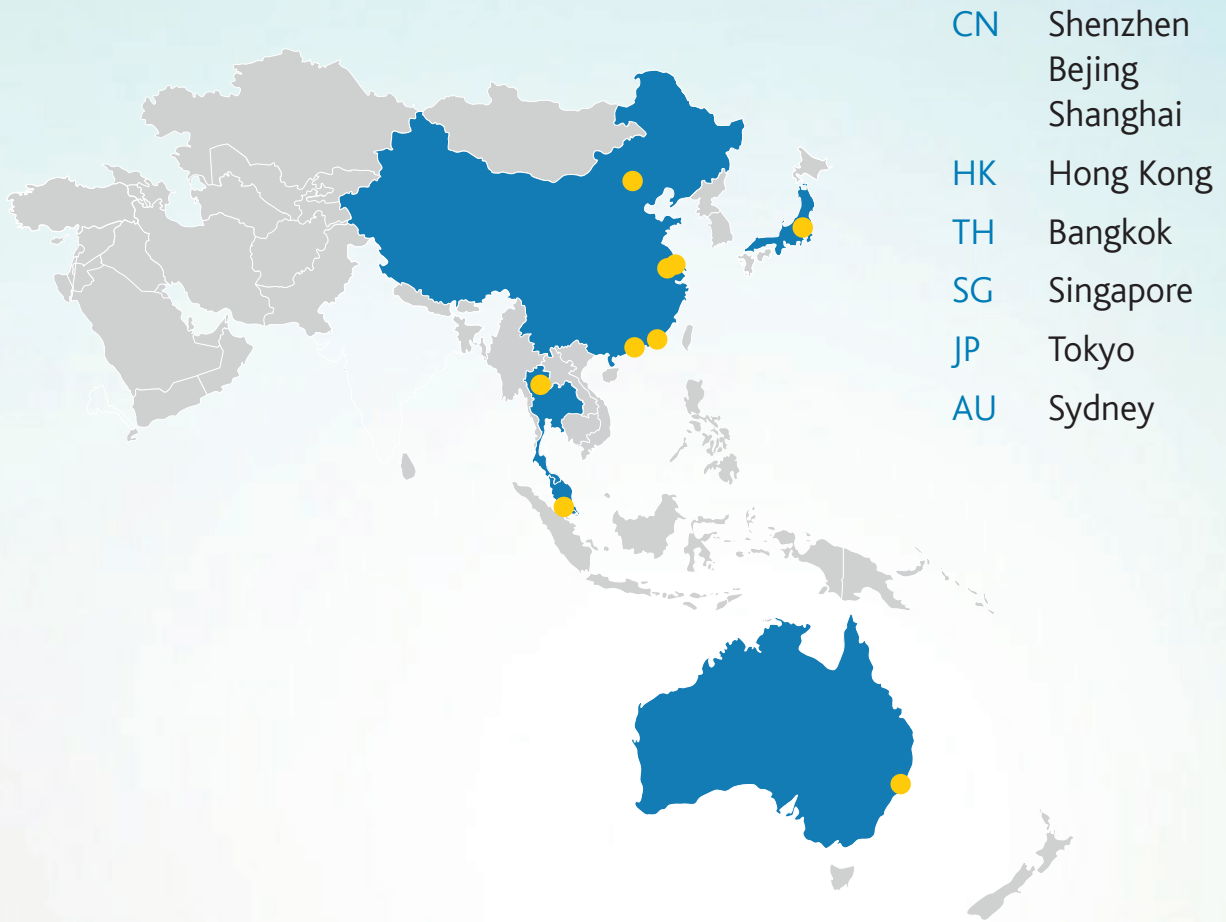 CN Shenzhen
Bejing
Shanghai
HK Hong Kong
TH Bangkok
SG Singapore
JP Tokyo
AU Sydney